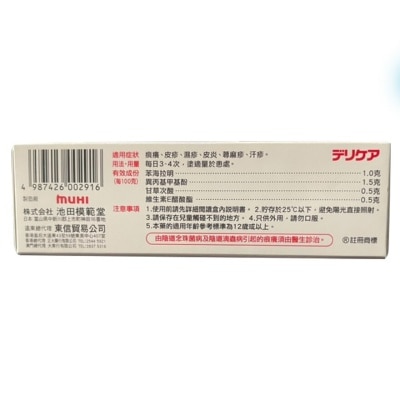 適用症狀 痕癢、皮疹、濕疹、皮炎、蕁麻疹、汗疹。
用法・用量 每日3-4次，塗適量於患處。
有效成份 (每100克)
苯海拉明 1.0克
異丙基甲基酚 1.5克
甘草次酸 0.5克
維生素E醋酸酯 0.5克
注意事項
1.使用前請先詳細閱讀盒內說明書。 2.貯存於25℃以下，避免陽光直接照射。
3.請保存在兒童觸碰不到的地方。 4.只供外用，請勿口服。
5.本藥的適用年齡參考標準為12歲或以上。
由陰道念珠菌病及陰道滴蟲病引起的痕癢須由醫生診治。
デリケア
®註冊商標
4 987426 002916
製造廠
MUHI
株式会社 池田模範堂
遠東總代理 東信貿易公司